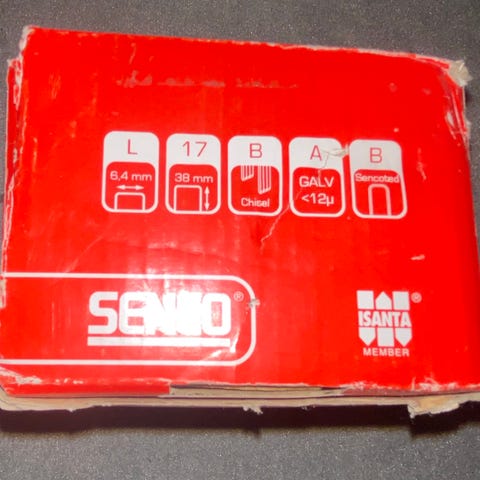 L 17 B A B
6,4 mm 38 mm Chisel GALV <12µ Sencoted
SENCO®
ISANTA®
MEMBER